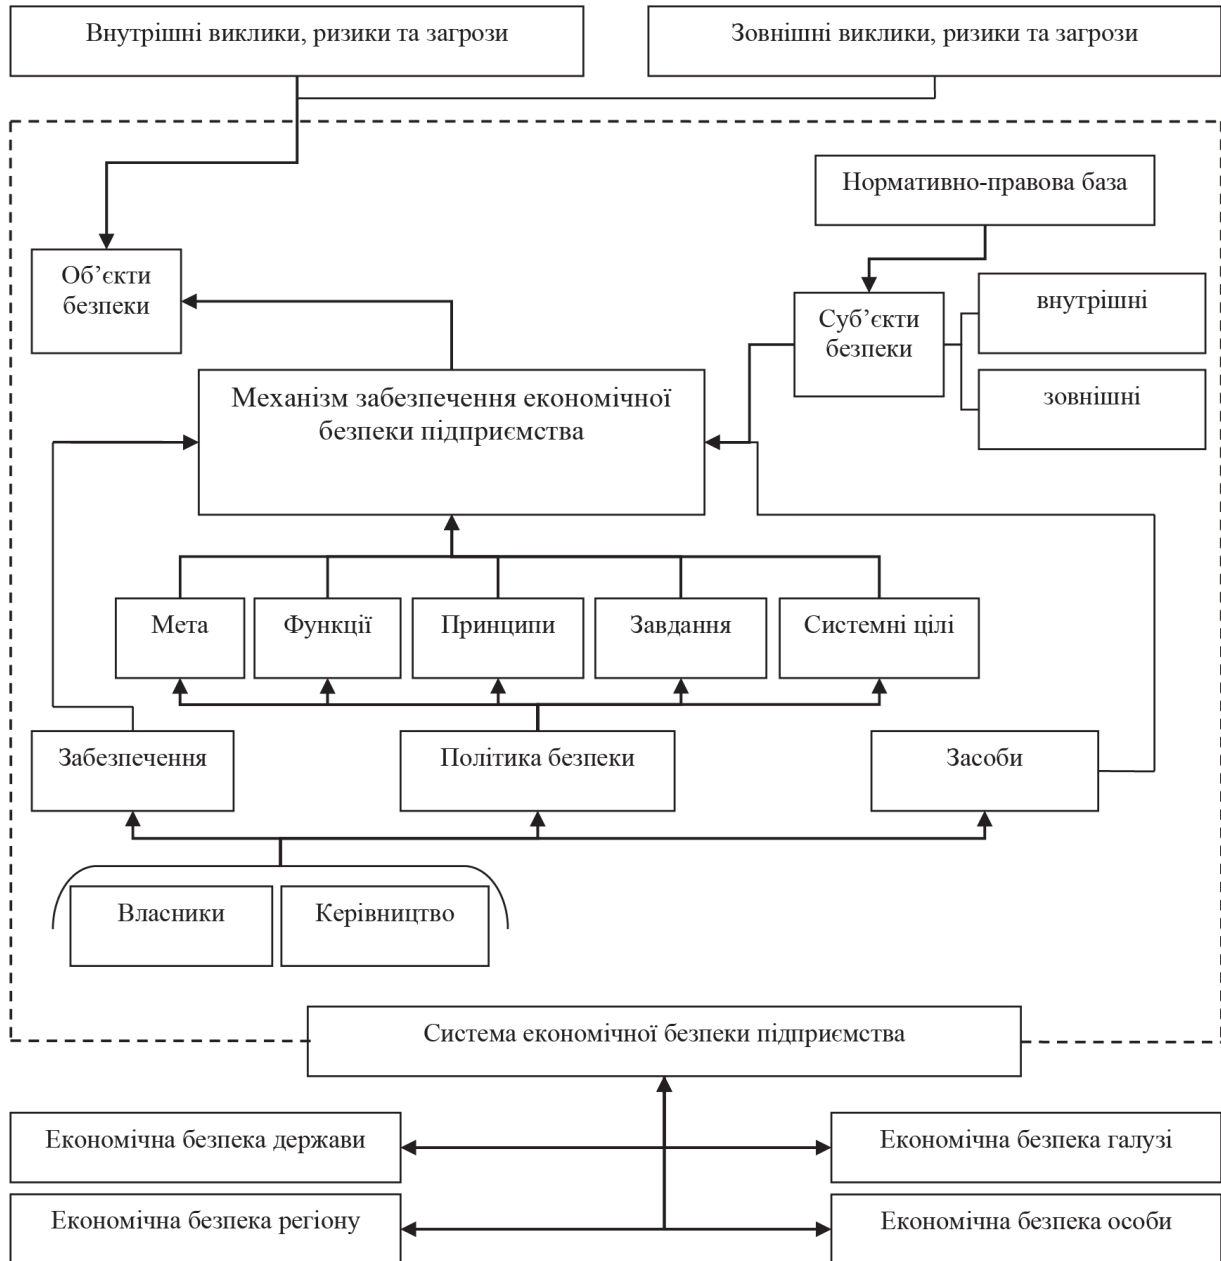 Внутрішні виклики, ризики та загрози
Зовнішні виклики, ризики та загрози
Нормативно-правова база
Об’єкти
безпеки
Суб’єкти
безпеки
внутрішні
зовнішні
Механізм забезпечення економічної
безпеки підприємства
Мета
Функції
Принципи
Завдання
Системні цілі
Забезпечення
Політика безпеки
Засоби
Власники
Керівництво
Система економічної безпеки підприємства
Економічна безпека держави
Економічна безпека галузі
Економічна безпека регіону
Економічна безпека особи